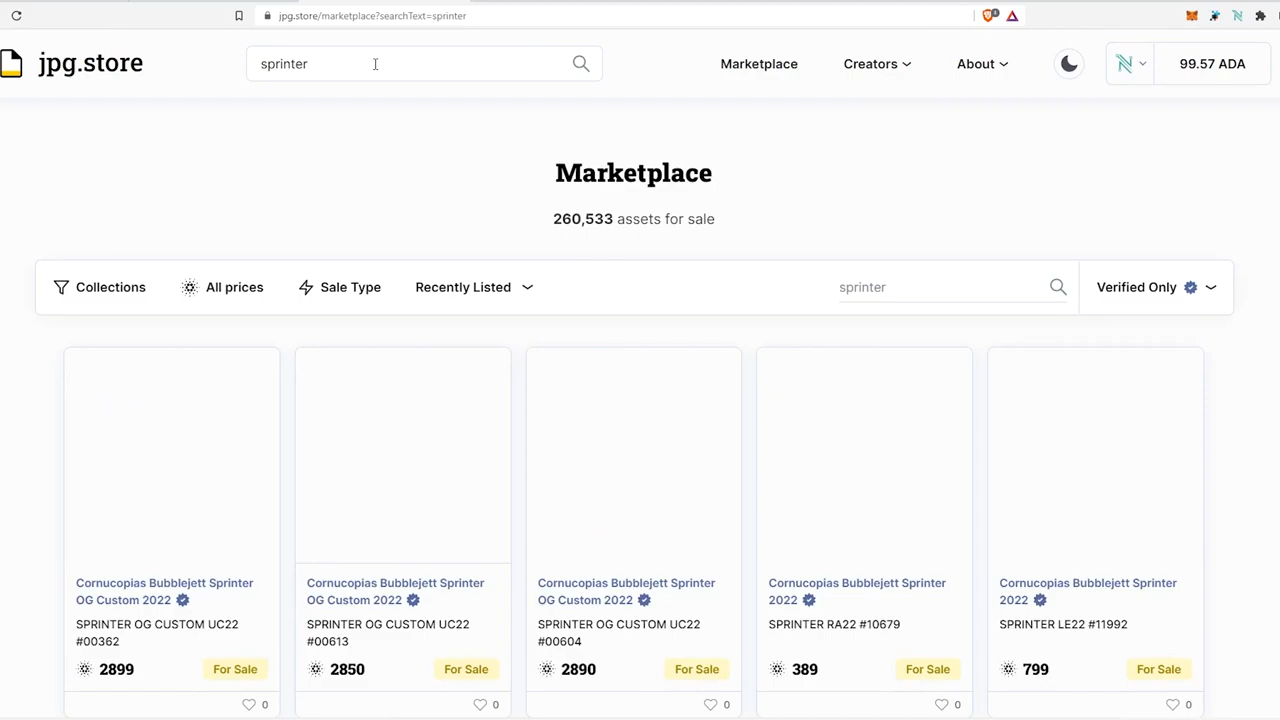 jpg.store/marketplace?searchText=sprinter
1
jpg.store
sprinter
Marketplace
Creators
About
99.57 ADA
Marketplace
260,533 assets for sale
Collections
All prices
Sale Type
Recently Listed
sprinter
Verified Only
Cornucopias Bubblejett Sprinter
OG Custom 2022
SPRINTER OG CUSTOM UC22
#00362
2899
For Sale
0
Cornucopias Bubblejett Sprinter
OG Custom 2022
SPRINTER OG CUSTOM UC22
#00613
2850
For Sale
0
Cornucopias Bubblejett Sprinter
OG Custom 2022
SPRINTER OG CUSTOM UC22
#00604
2890
For Sale
0
Cornucopias Bubblejett Sprinter
2022
SPRINTER RA22 #10679
389
For Sale
0
Cornucopias Bubblejett Sprinter
2022
SPRINTER LE22 #11992
799
For Sale
0